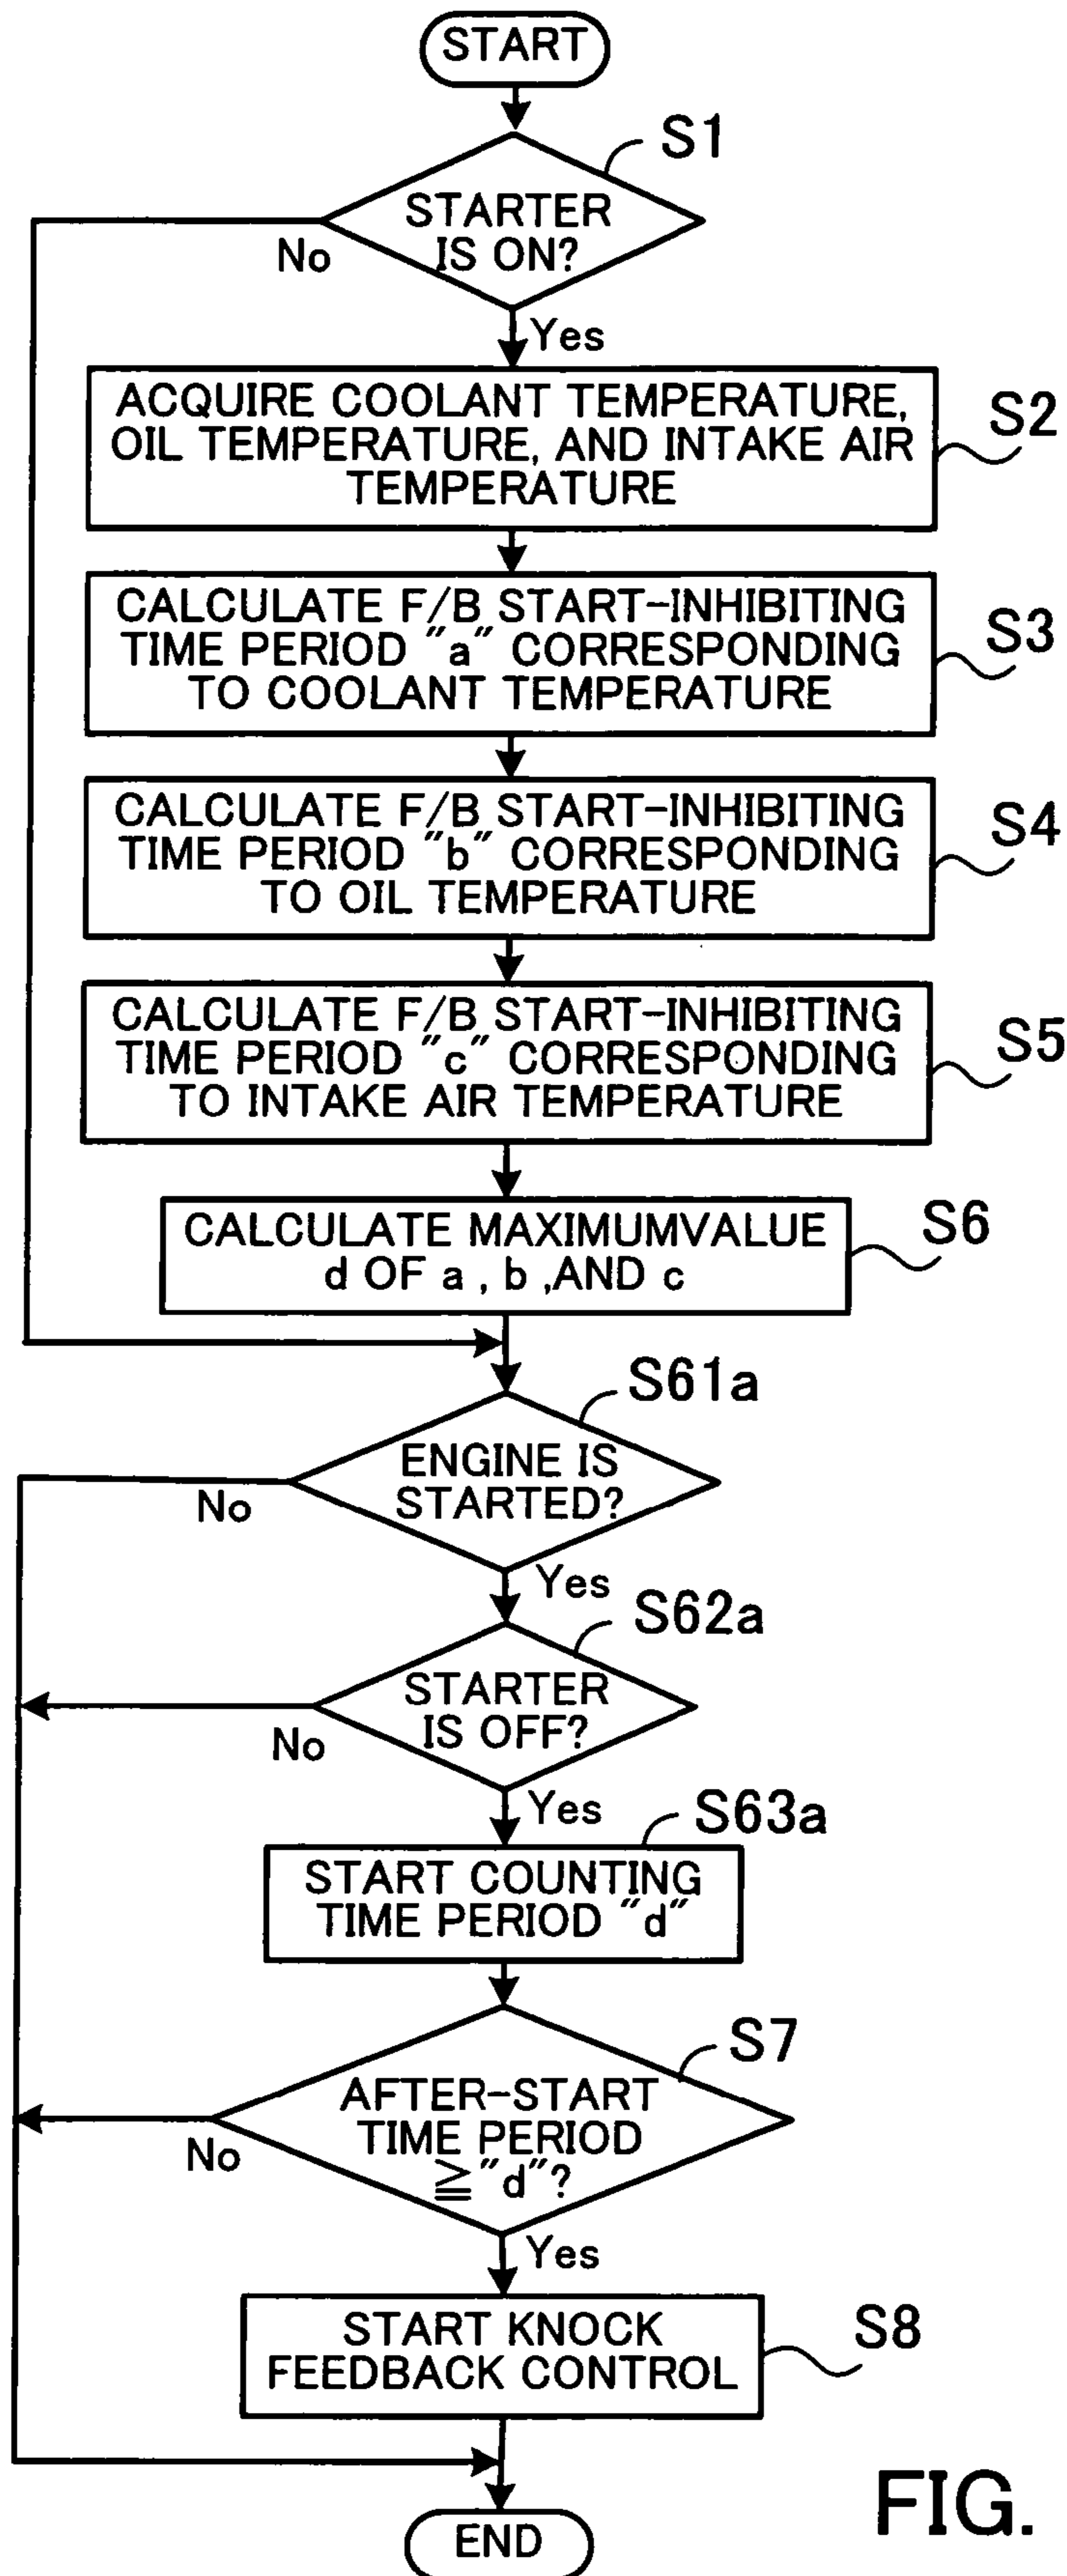 START
S1
STARTER
IS ON?
No
Yes
ACQUIRE COOLANT TEMPERATURE,
OIL TEMPERATURE, AND INTAKE AIR
TEMPERATURE
S2
CALCULATE F/B START-INHIBITING
TIME PERIOD "a" CORRESPONDING
TO COOLANT TEMPERATURE
S3
CALCULATE F/B START-INHIBITING
TIME PERIOD "b" CORRESPONDING
TO OIL TEMPERATURE
S4
CALCULATE F/B START-INHIBITING
TIME PERIOD "c" CORRESPONDING
TO INTAKE AIR TEMPERATURE
S5
CALCULATE MAXIMUMVALUE
d OF a , b ,AND c
S6
S61a
ENGINE IS
STARTED?
No
Yes
S62a
STARTER
IS OFF?
No
Yes
S63a
START COUNTING
TIME PERIOD "d"
S7
AFTER-START
TIME PERIOD
≧ "d"?
No
Yes
START KNOCK
FEEDBACK CONTROL
S8
END
FIG.